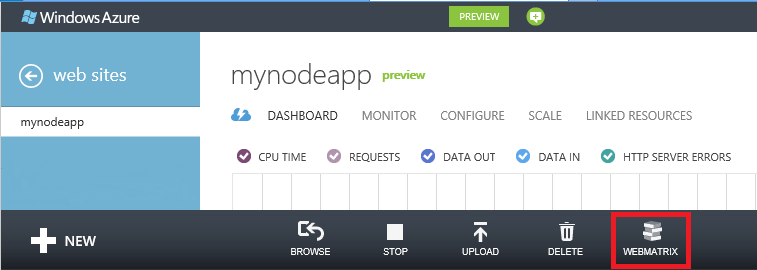 Windows Azure
PREVIEW
web sites
mynodeapp
mynodeapp preview
DASHBOARD MONITOR CONFIGURE SCALE LINKED RESOURCES
CPU TIME REQUESTS DATA OUT DATA IN HTTP SERVER ERRORS
NEW
BROWSE STOP UPLOAD DELETE WEBMATRIX